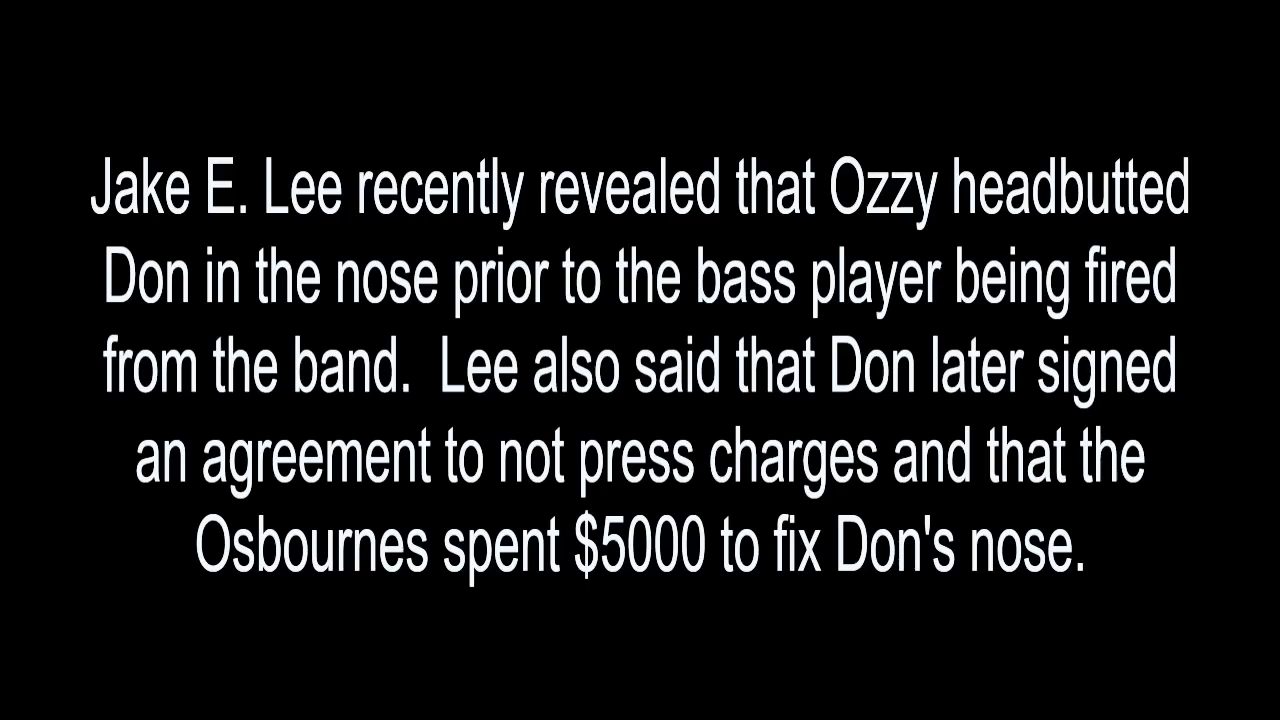 Jake E. Lee recently revealed that Ozzy headbutted
Don in the nose prior to the bass player being fired
from the band.  Lee also said that Don later signed
an agreement to not press charges and that the
Osbournes spent $5000 to fix Don's nose.